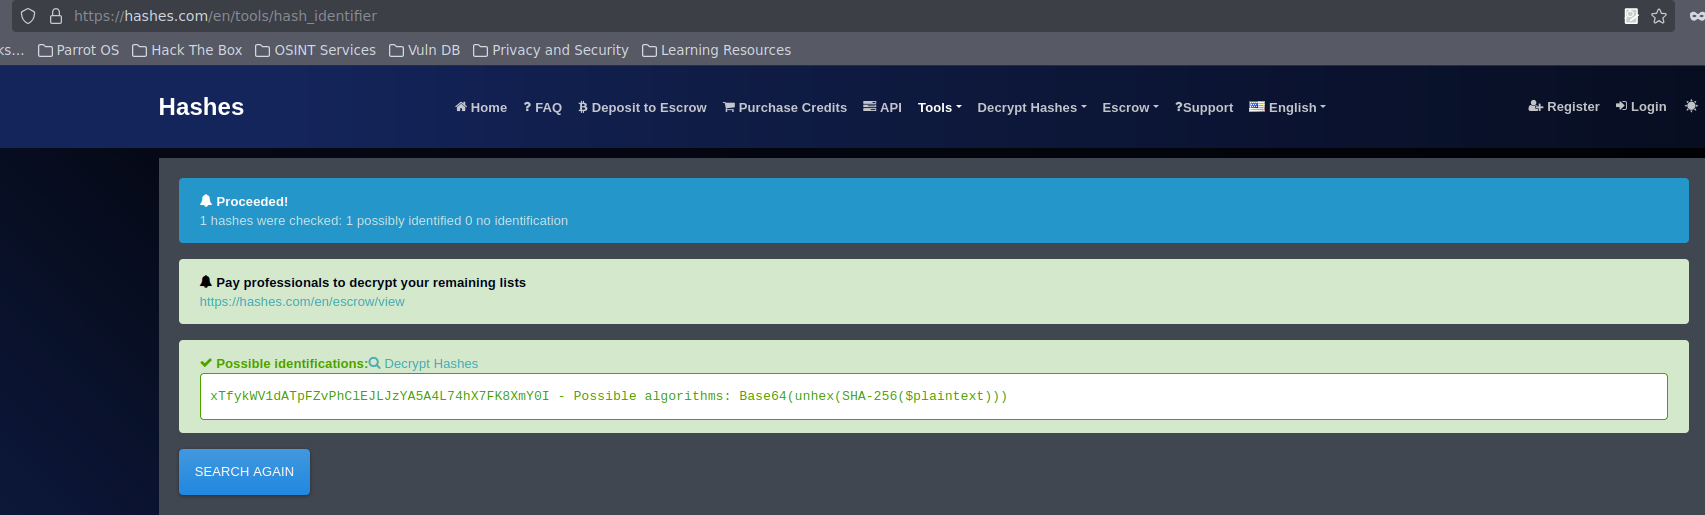 https://hashes.com/en/tools/hash_identifier
ks... Parrot OS Hack The Box OSINT Services Vuln DB Privacy and Security Learning Resources
Hashes Home ? FAQ Deposit to Escrow Purchase Credits API Tools Decrypt Hashes Escrow ?Support English Register Login
Proceeded!
1 hashes were checked: 1 possibly identified 0 no identification
Pay professionals to decrypt your remaining lists
https://hashes.com/en/escrow/view
Possible identifications: Decrypt Hashes
xTfykWV1dATpFZvPhClEJLJzYA5A4L74hX7FK8XmY0I - Possible algorithms: Base64(unhex(SHA-256($plaintext)))
SEARCH AGAIN